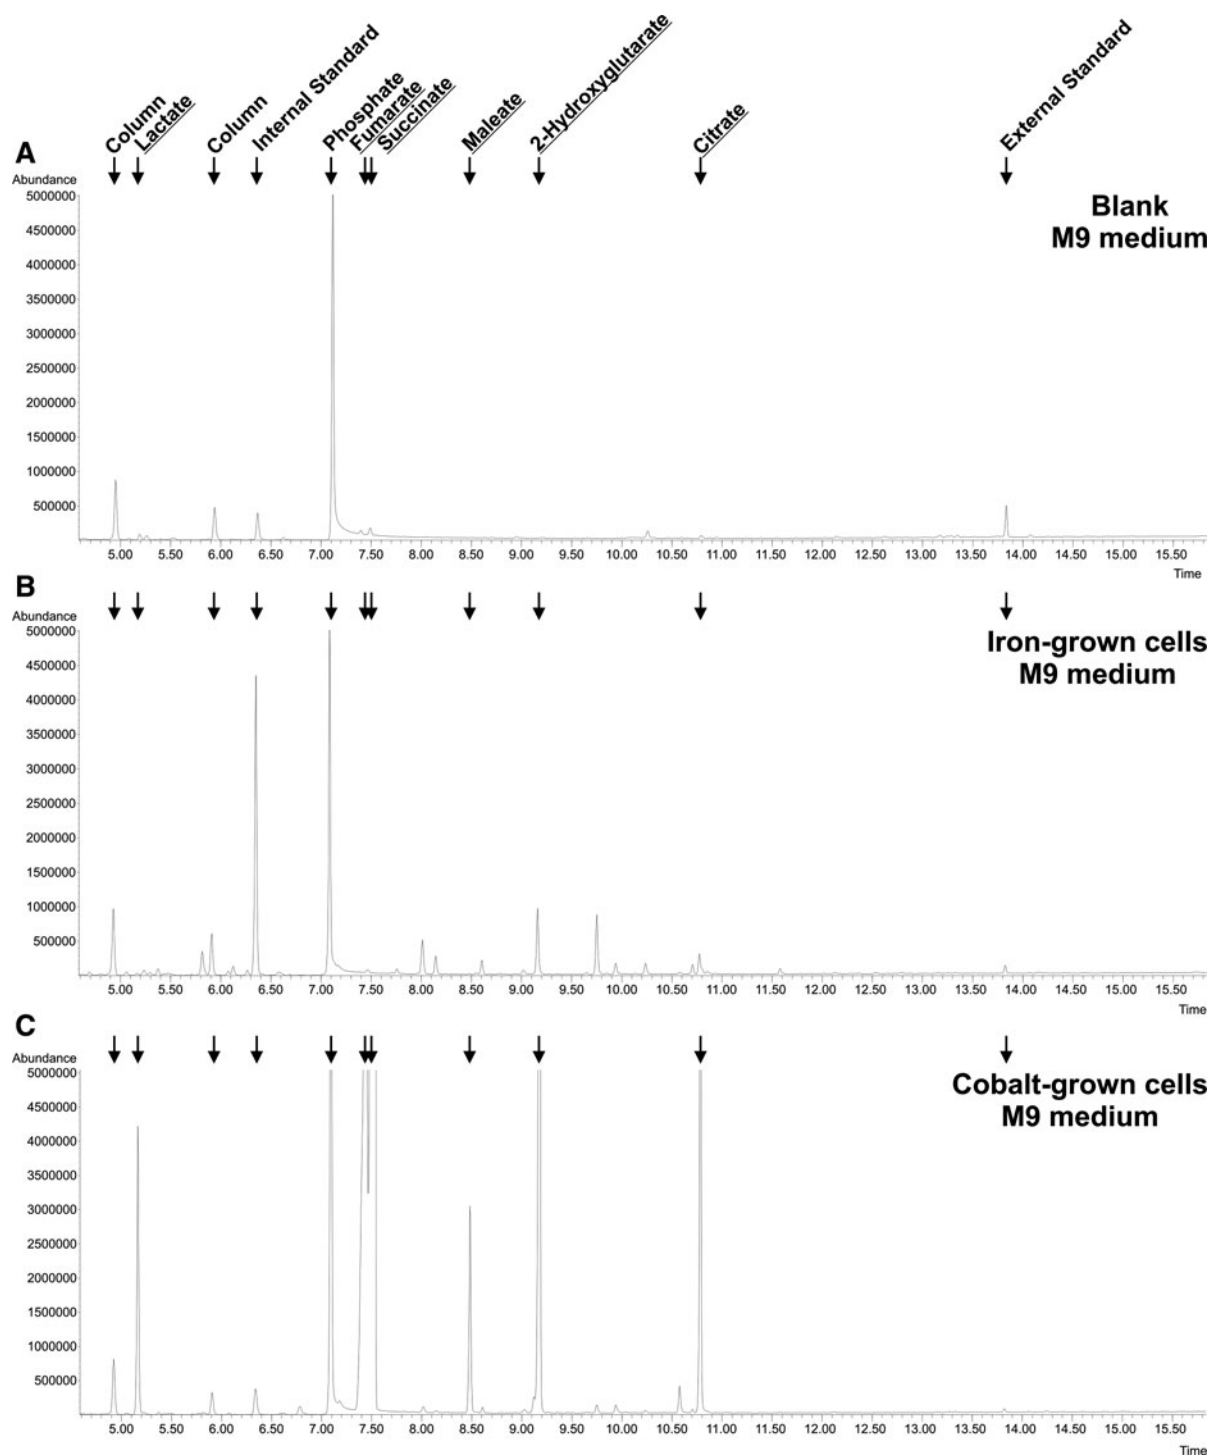 Column
Lactate
Column
Internal Standard
Phosphate
Fumarate
Succinate
Maleate
2-Hydroxyglutarate
Citrate
External Standard
A
Abundance
Blank
M9 medium
5000000
4500000
4000000
3500000
3000000
2500000
2000000
1500000
1000000
500000
5.00 5.50 6.00 6.50 7.00 7.50 8.00 8.50 9.00 9.50 10.00 10.50 11.00 11.50 12.00 12.50 13.00 13.50 14.00 14.50 15.00 15.50
Time
B
Abundance
Iron-grown cells
M9 medium
5000000
4500000
4000000
3500000
3000000
2500000
2000000
1500000
1000000
500000
5.00 5.50 6.00 6.50 7.00 7.50 8.00 8.50 9.00 9.50 10.00 10.50 11.00 11.50 12.00 12.50 13.00 13.50 14.00 14.50 15.00 15.50
Time
C
Abundance
Cobalt-grown cells
M9 medium
5000000
4500000
4000000
3500000
3000000
2500000
2000000
1500000
1000000
500000
5.00 5.50 6.00 6.50 7.00 7.50 8.00 8.50 9.00 9.50 10.00 10.50 11.00 11.50 12.00 12.50 13.00 13.50 14.00 14.50 15.00 15.50
Time